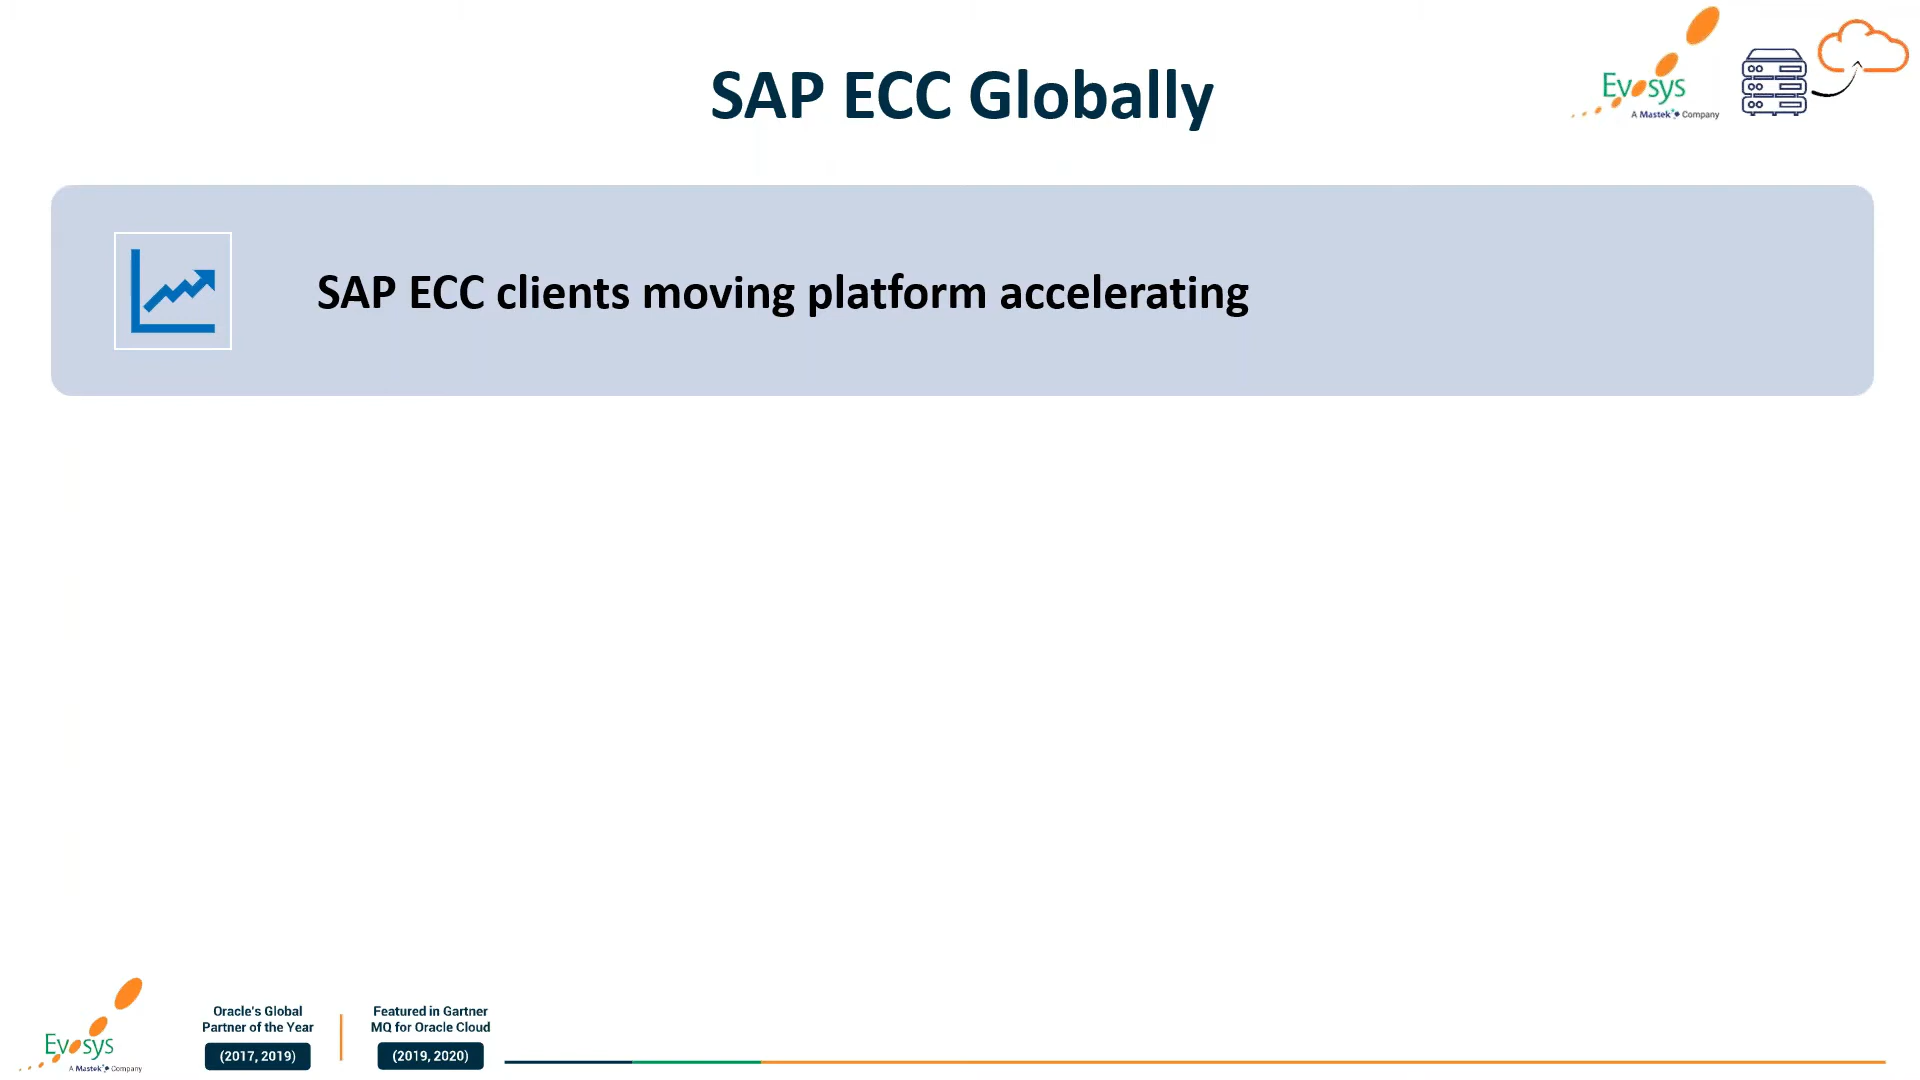 SAP ECC Globally
Evosys
A Mastek Company
SAP ECC clients moving platform accelerating
Evosys
A Mastek Company
Oracle's Global
Partner of the Year
(2017, 2019)
Featured in Gartner
MQ for Oracle Cloud
(2019, 2020)